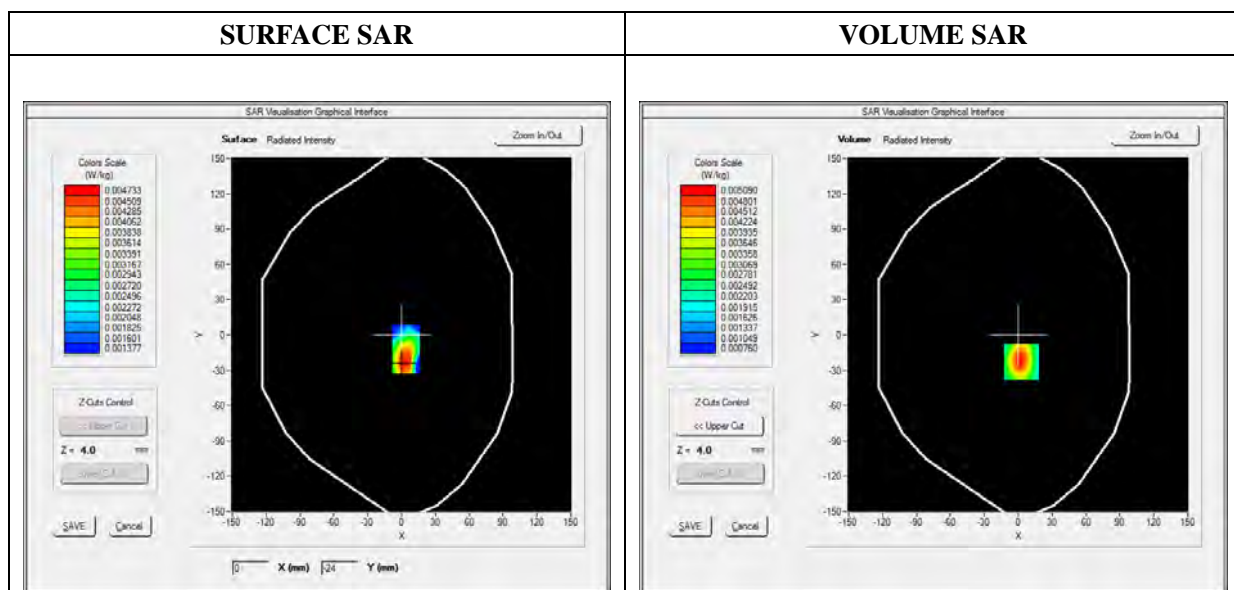 SURFACE SAR
VOLUME SAR
SAR Visualisation Graphical Interface
Surface Radiated Intensity
Zoom In/Out
Colors Scale
(W/kg)
0.004733
0.004509
0.004285
0.004062
0.003838
0.003614
0.003391
0.003167
0.002943
0.002720
0.002496
0.002272
0.002048
0.001825
0.001601
0.001377
150
120
90
60
30
0
-30
-60
-90
-120
-150
Y
-150 -120 -90 -60 -30 0 30 60 90 120 150
X
Z-Cuts Control
<< Upper Cut
Z = 4.0 mm
SAVE Cancel
0 X (mm) -24 Y (mm)
SAR Visualisation Graphical Interface
Volume Radiated Intensity
Zoom In/Out
Colors Scale
(W/kg)
0.005090
0.004801
0.004512
0.004224
0.003935
0.003646
0.003358
0.003069
0.002781
0.002492
0.002203
0.001915
0.001626
0.001337
0.001049
0.000760
150
120
90
60
30
0
-30
-60
-90
-120
-150
Y
-150 -120 -90 -60 -30 0 30 60 90 120 150
X
Z-Cuts Control
<< Upper Cut
Z = 4.0 mm
SAVE Cancel